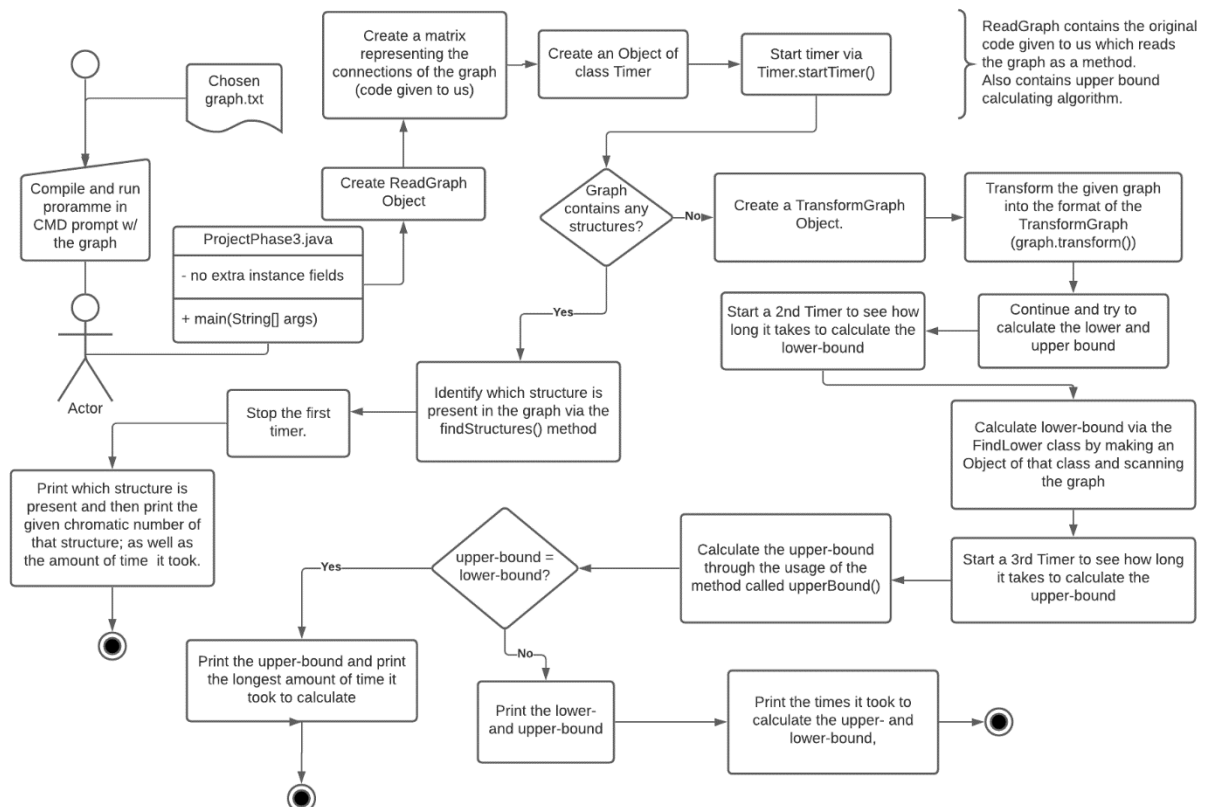 Chosen
graph.txt
Compile and run
proramme in
CMD prompt w/
the graph
Actor
ProjectPhase3.java
- no extra instance fields
+ main(String[] args)
Create ReadGraph
Object
Create a matrix
representing the
connections of the graph
(code given to us)
Create an Object of
class Timer
Start timer via
Timer.startTimer()
ReadGraph contains the original
code given to us which reads
the graph as a method.
Also contains upper bound
calculating algorithm.
Graph
contains any
structures?
No
Create a TransformGraph
Object.
Transform the given graph
into the format of the
TransformGraph
(graph.transform())
Continue and try to
calculate the lower and
upper bound
Start a 2nd Timer to see how
long it takes to calculate the
lower-bound
Yes
Identify which structure is
present in the graph via the
findStructures() method
Stop the first
timer.
Print which structure is
present and then print the
given chromatic number of
that structure; as well as
the amount of time it took.
Calculate lower-bound via the
FindLower class by making an
Object of that class and scanning
the graph
Start a 3rd Timer to see how long
it takes to calculate the
upper-bound
Calculate the upper-bound
through the usage of the
method called upperBound()
upper-bound =
lower-bound?
Yes
Print the upper-bound and print
the longest amount of time it
took to calculate
No
Print the lower-
and upper-bound
Print the times it took to
calculate the upper- and
lower-bound,